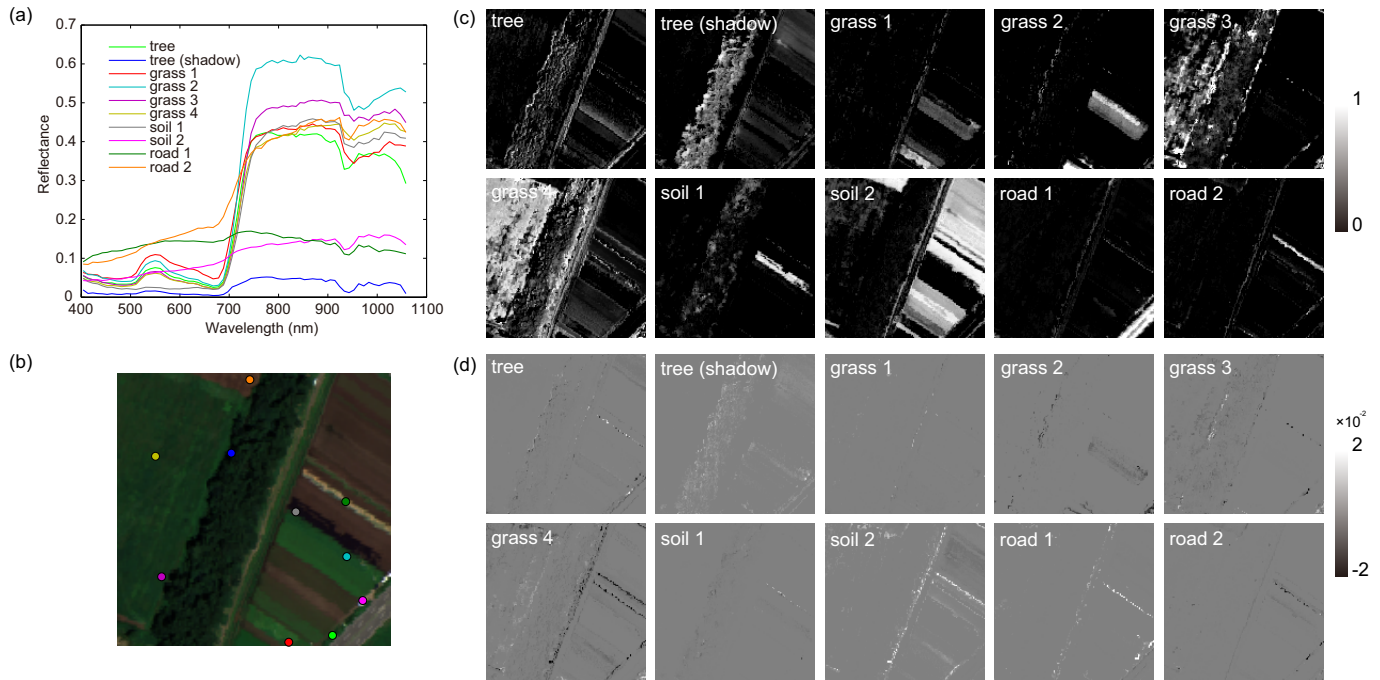 (a)
0.7
0.6
0.5
0.4
0.3
0.2
0.1
0
Reflectance
tree
tree (shadow)
grass 1
grass 2
grass 3
grass 4
soil 1
soil 2
road 1
road 2
400 500 600 700 800 900 1000 1100
Wavelength (nm)
(b)
(c)
tree tree (shadow) grass 1 grass 2 grass 3
grass 4 soil 1 soil 2 road 1 road 2
1
0
(d)
tree tree (shadow) grass 1 grass 2 grass 3
grass 4 soil 1 soil 2 road 1 road 2
×10⁻²
2
-2